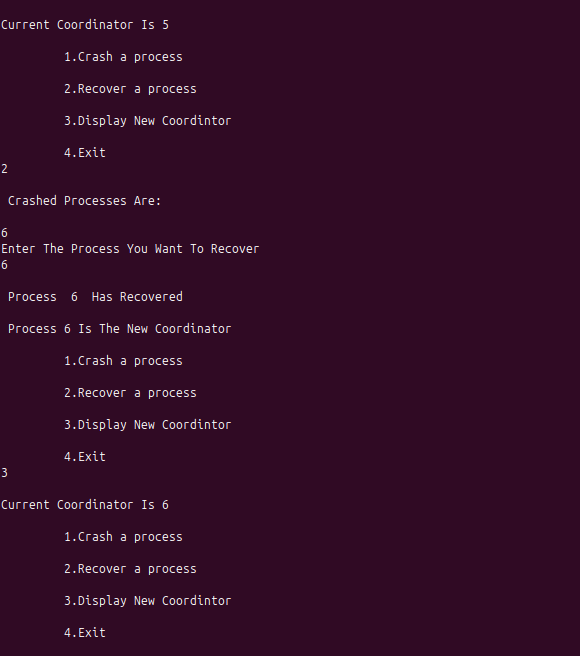 Current Coordinator Is 5
1.Crash a process
2.Recover a process
3.Display New Coordintor
4.Exit
2
Crashed Processes Are:
6
Enter The Process You Want To Recover
6
Process  6  Has Recovered
Process 6 Is The New Coordinator
1.Crash a process
2.Recover a process
3.Display New Coordintor
4.Exit
3
Current Coordinator Is 6
1.Crash a process
2.Recover a process
3.Display New Coordintor
4.Exit